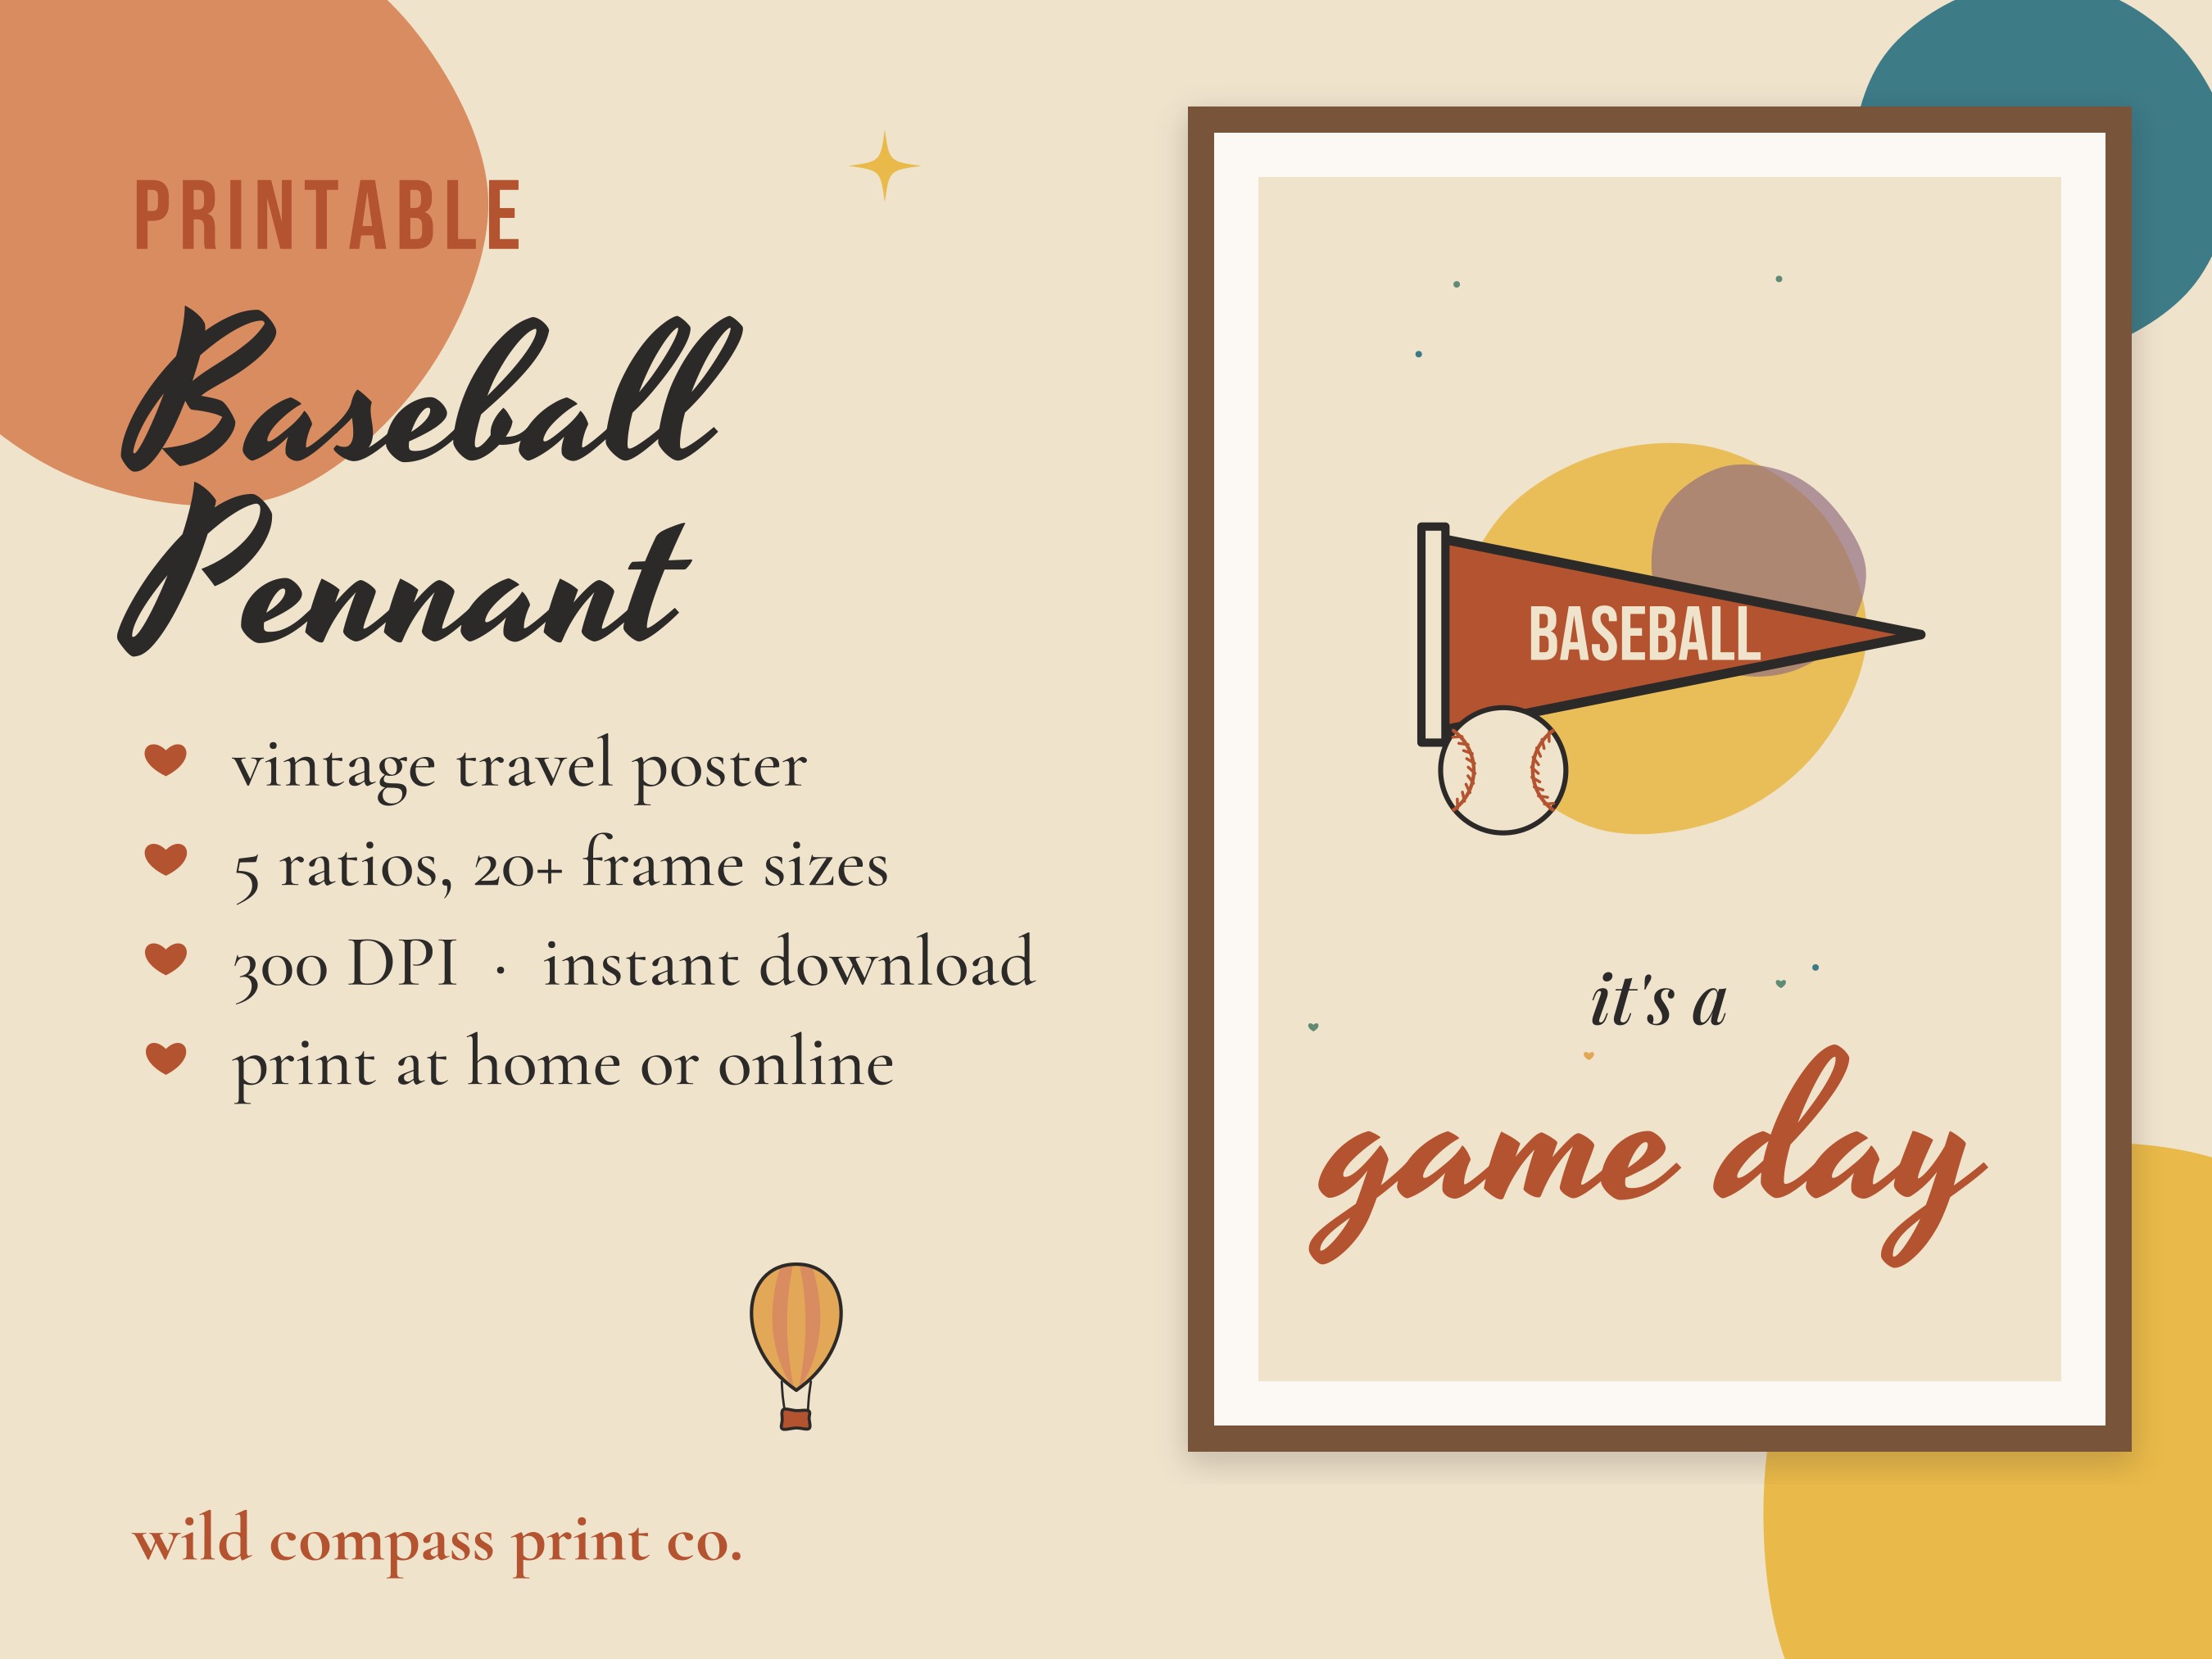 PRINTABLE
Baseball
Pennant
vintage travel poster
5 ratios, 20+ frame sizes
300 DPI · instant download
print at home or online
wild compass print co.
BASEBALL
it's a
game day